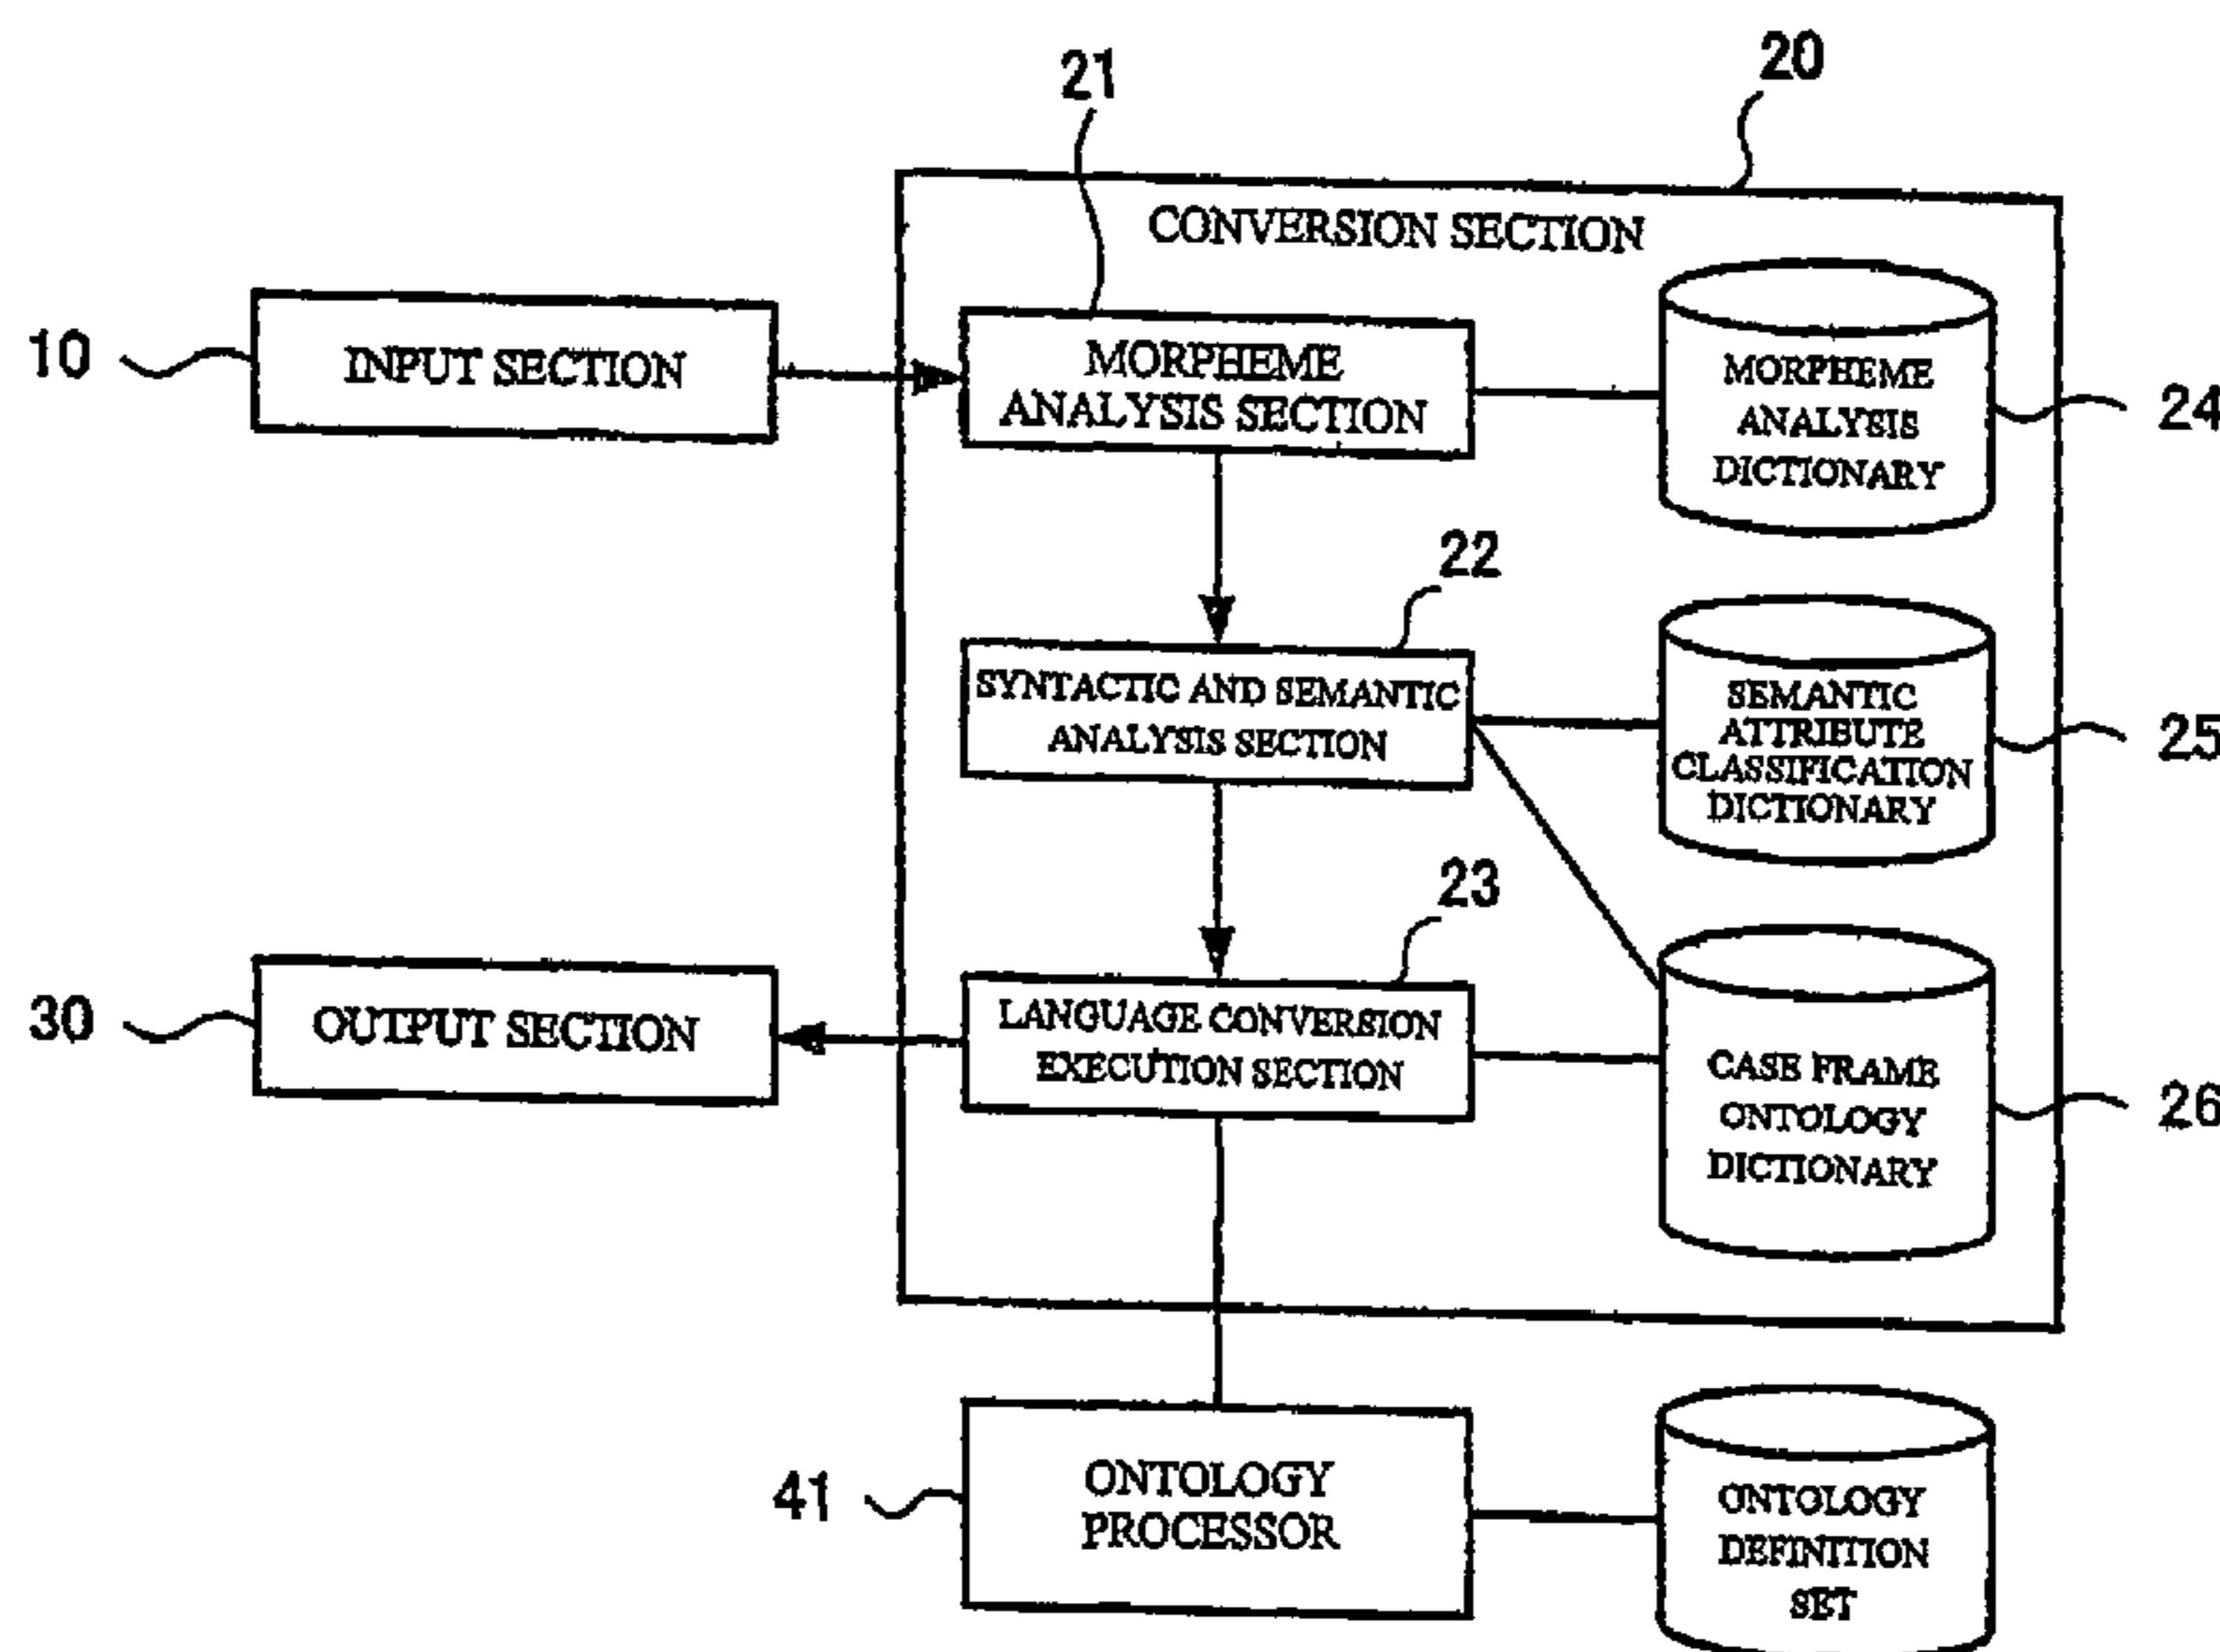 21
20
CONVERSION SECTION
10
INPUT SECTION
MORPHEME
ANALYSIS SECTION
MORPHEME
ANALYSIS
DICTIONARY
24
22
SYNTACTIC AND SEMANTIC
ANALYSIS SECTION
SEMANTIC
ATTRIBUTE
CLASSIFICATION
DICTIONARY
25
23
30
OUTPUT SECTION
LANGUAGE CONVERSION
EXECUTION SECTION
CASE FRAME
ONTOLOGY
DICTIONARY
26
41
ONTOLOGY
PROCESSOR
ONTOLOGY
DEFINITION
SET